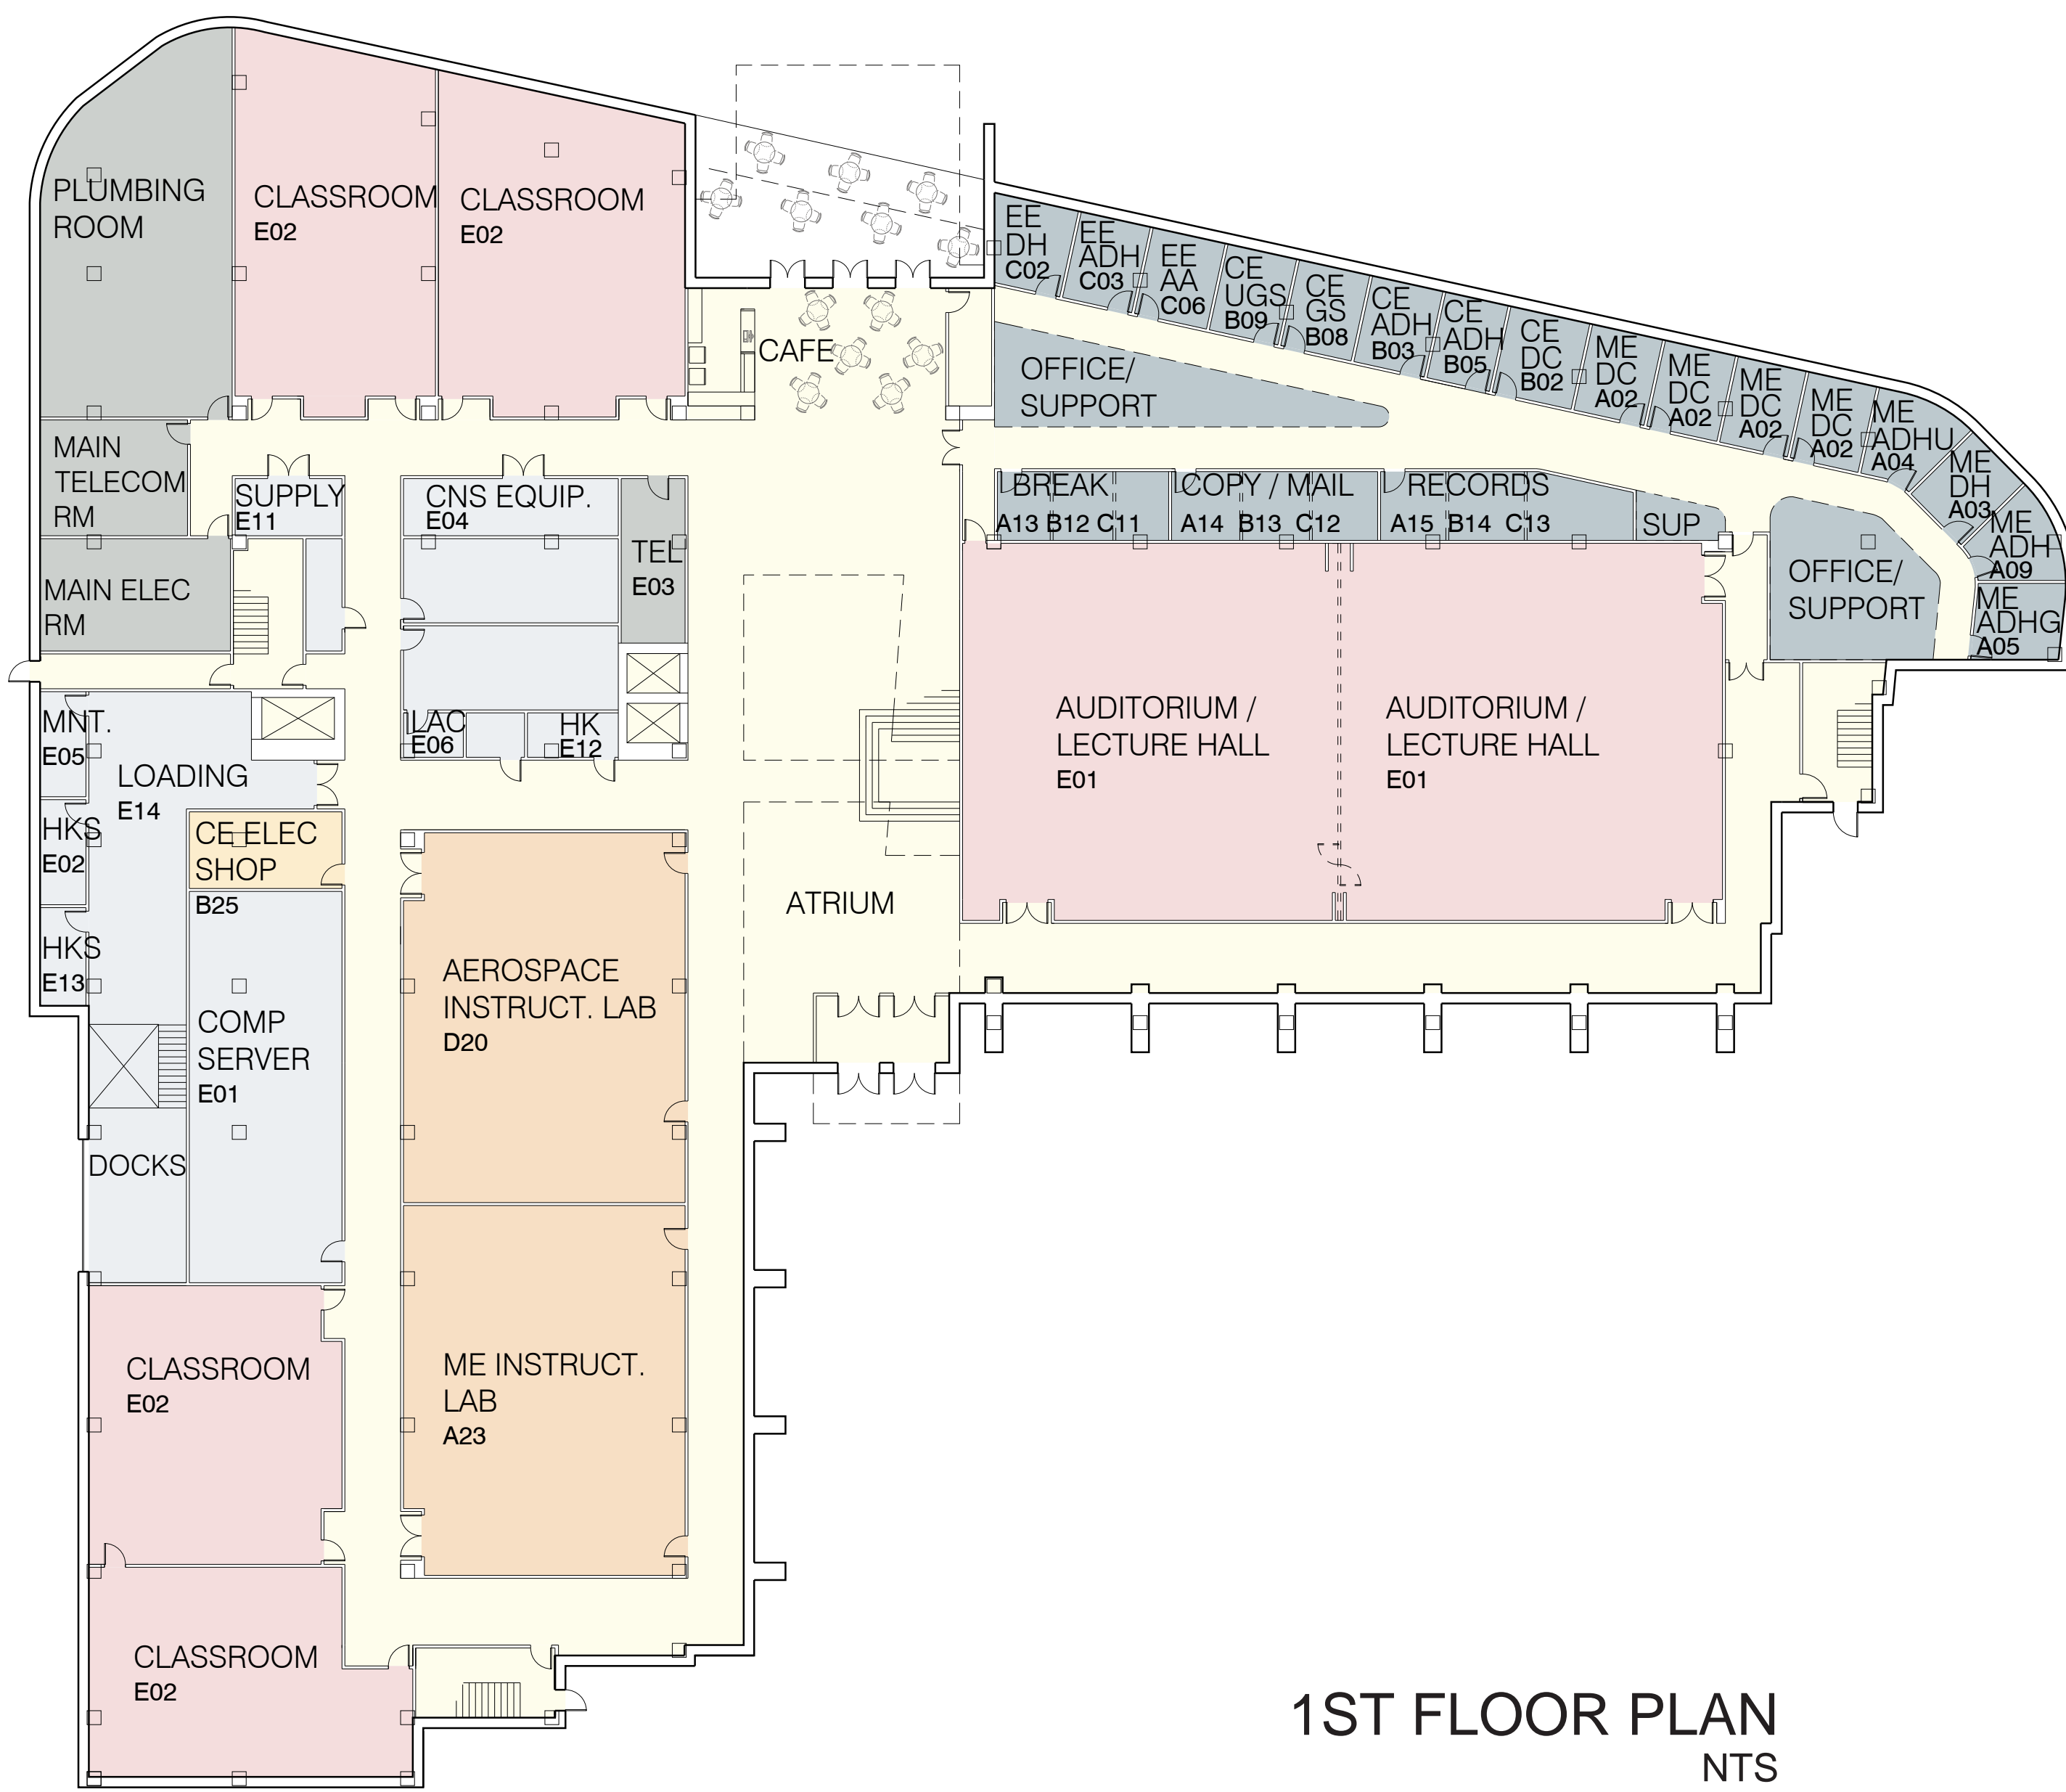 PLUMBING
ROOM
CLASSROOM
E02
CLASSROOM
E02
CAFE
EE
DH
C02
EE
ADH
C03
EE
AA
C06
CE
UGS
B09
CE
GS
B08
CE
ADH
B03
CE
ADH
B05
CE
DC
B02
ME
DC
A02
ME
DC
A02
ME
DC
A02
ME
DC
A02
ME
ADHU
A04
ME
DH
A03
ME
ADH
A09
ME
ADHG
A05
OFFICE/
SUPPORT
BREAK
A13 B12 C11
COPY / MAIL
A14 B13 C12
RECORDS
A15 B14 C13
SUP
OFFICE/
SUPPORT
MAIN
TELECOM
RM
SUPPLY
E11
CNS EQUIP.
E04
TEL
E03
MAIN ELEC
RM
MNT.
E05
LOADING
E14
LAC
E06
HK
E12
AUDITORIUM /
LECTURE HALL
E01
AUDITORIUM /
LECTURE HALL
E01
HKS
E02
CE ELEC
SHOP
B25
ATRIUM
HKS
E13
COMP
SERVER
E01
AEROSPACE
INSTRUCT. LAB
D20
DOCKS
CLASSROOM
E02
ME INSTRUCT.
LAB
A23
CLASSROOM
E02
1ST FLOOR PLAN
NTS